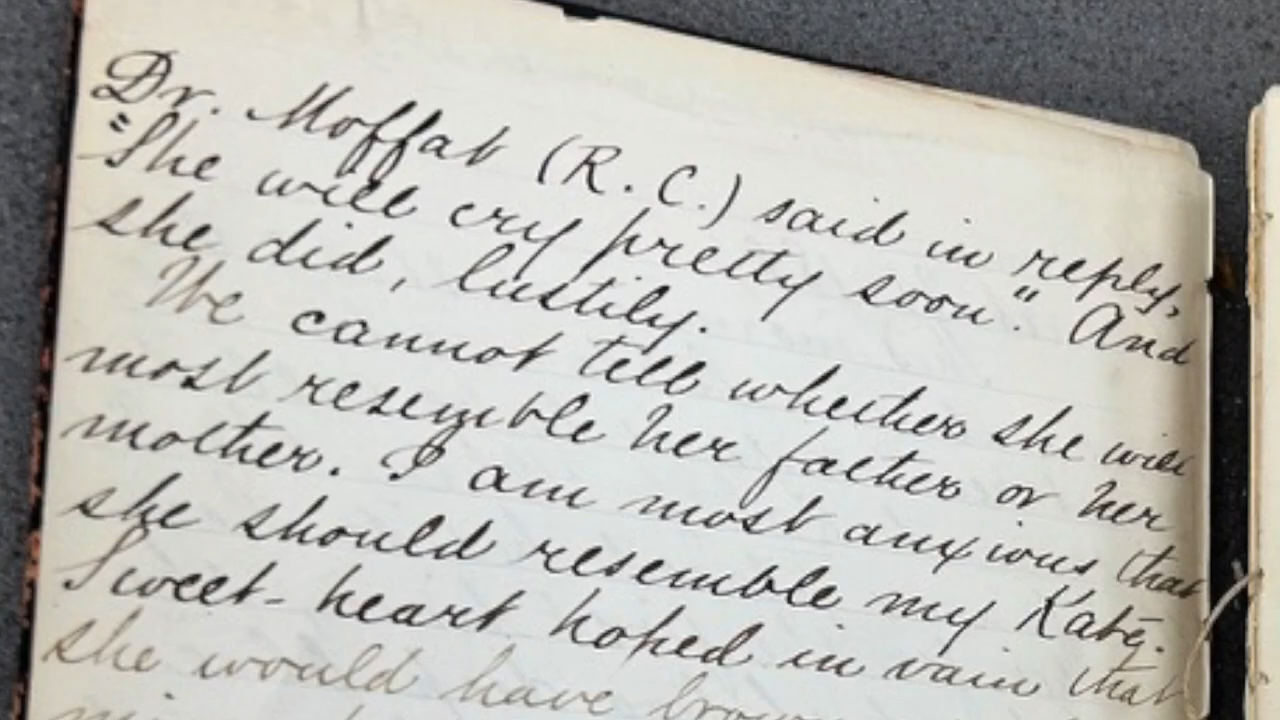 Dr. Moffat (R. C.) said in reply,
"She will cry pretty soon." And
she did, lustily.
We cannot tell whether she will
most resemble her father or her
mother. I am most anxious that
she should resemble my Kate.
Sweet-heart hoped in vain that
she would have